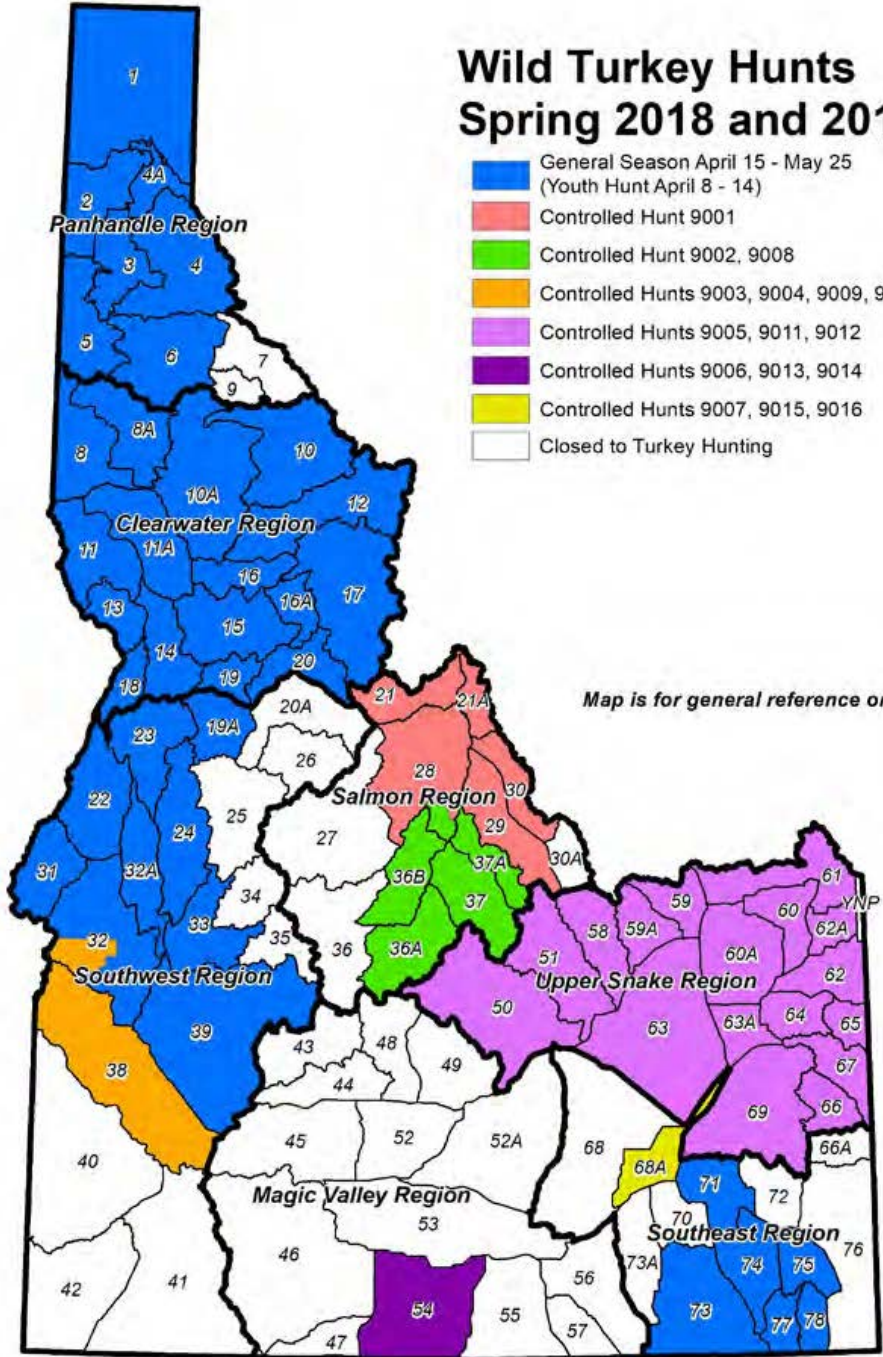 Wild Turkey Hunts
Spring 2018 and 201
General Season April 15 - May 25
(Youth Hunt April 8 - 14)
Controlled Hunt 9001
Controlled Hunt 9002, 9008
Controlled Hunts 9003, 9004, 9009, 9
Controlled Hunts 9005, 9011, 9012
Controlled Hunts 9006, 9013, 9014
Controlled Hunts 9007, 9015, 9016
Closed to Turkey Hunting
1
4A
2
Panhandle Region
3
4
5
6
7
9
8
8A
10
10A
12
Clearwater Region
11
11A
16
17
13
16A
15
14
20
18
19
21
21A
Map is for general reference o
20A
23
19A
26
28
30
Salmon Region
22
25
24
29
27
30A
31
32A
36B
37A
61
34
37
YNP
59
60
33
58
59A
62A
35
36
36A
51
60A
32
Southwest Region
Upper Snake Region
62
50
63
63A
64
65
39
43
48
49
67
38
44
66
69
45
52
52A
68
66A
40
68A
71
72
Magic Valley Region
70
Southeast Region
53
76
46
73A
74
75
56
42
41
54
55
73
77
78
57
47